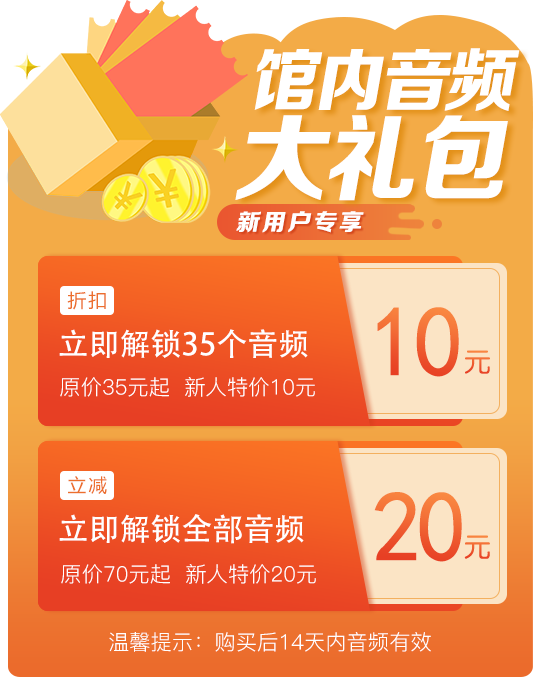 馆内音频
大礼包
新用户专享
折扣
立即解锁35个音频
原价35元起 新人特价10元
10元
立减
立即解锁全部音频
原价70元起 新人特价20元
20元
温馨提示：购买后14天内音频有效